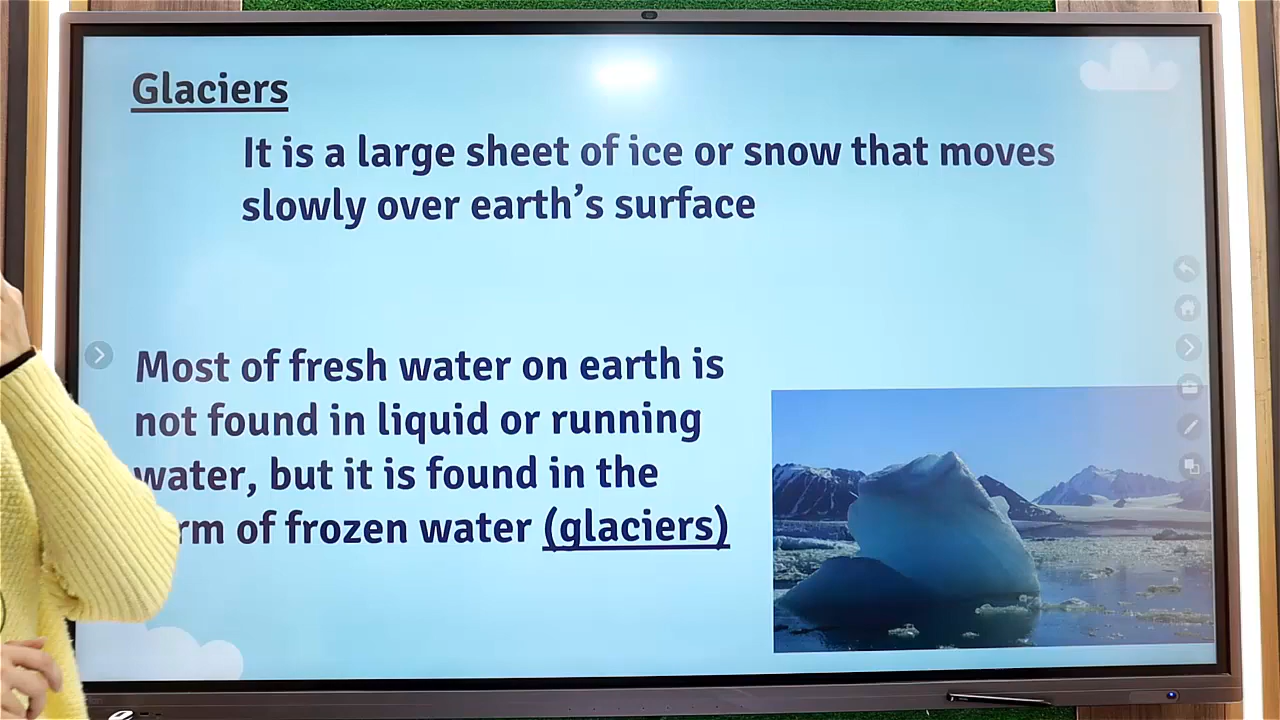 Glaciers
It is a large sheet of ice or snow that moves
slowly over earth's surface
Most of fresh water on earth is
not found in liquid or running
water, but it is found in the
rm of frozen water (glaciers)